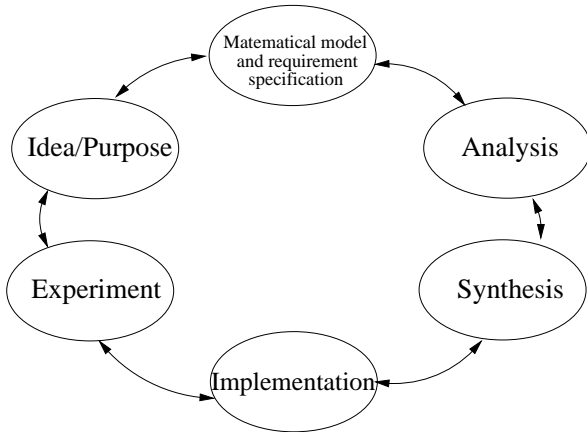 Matematical model
and requirement
specification
Idea/Purpose
Analysis
Experiment
Synthesis
Implementation